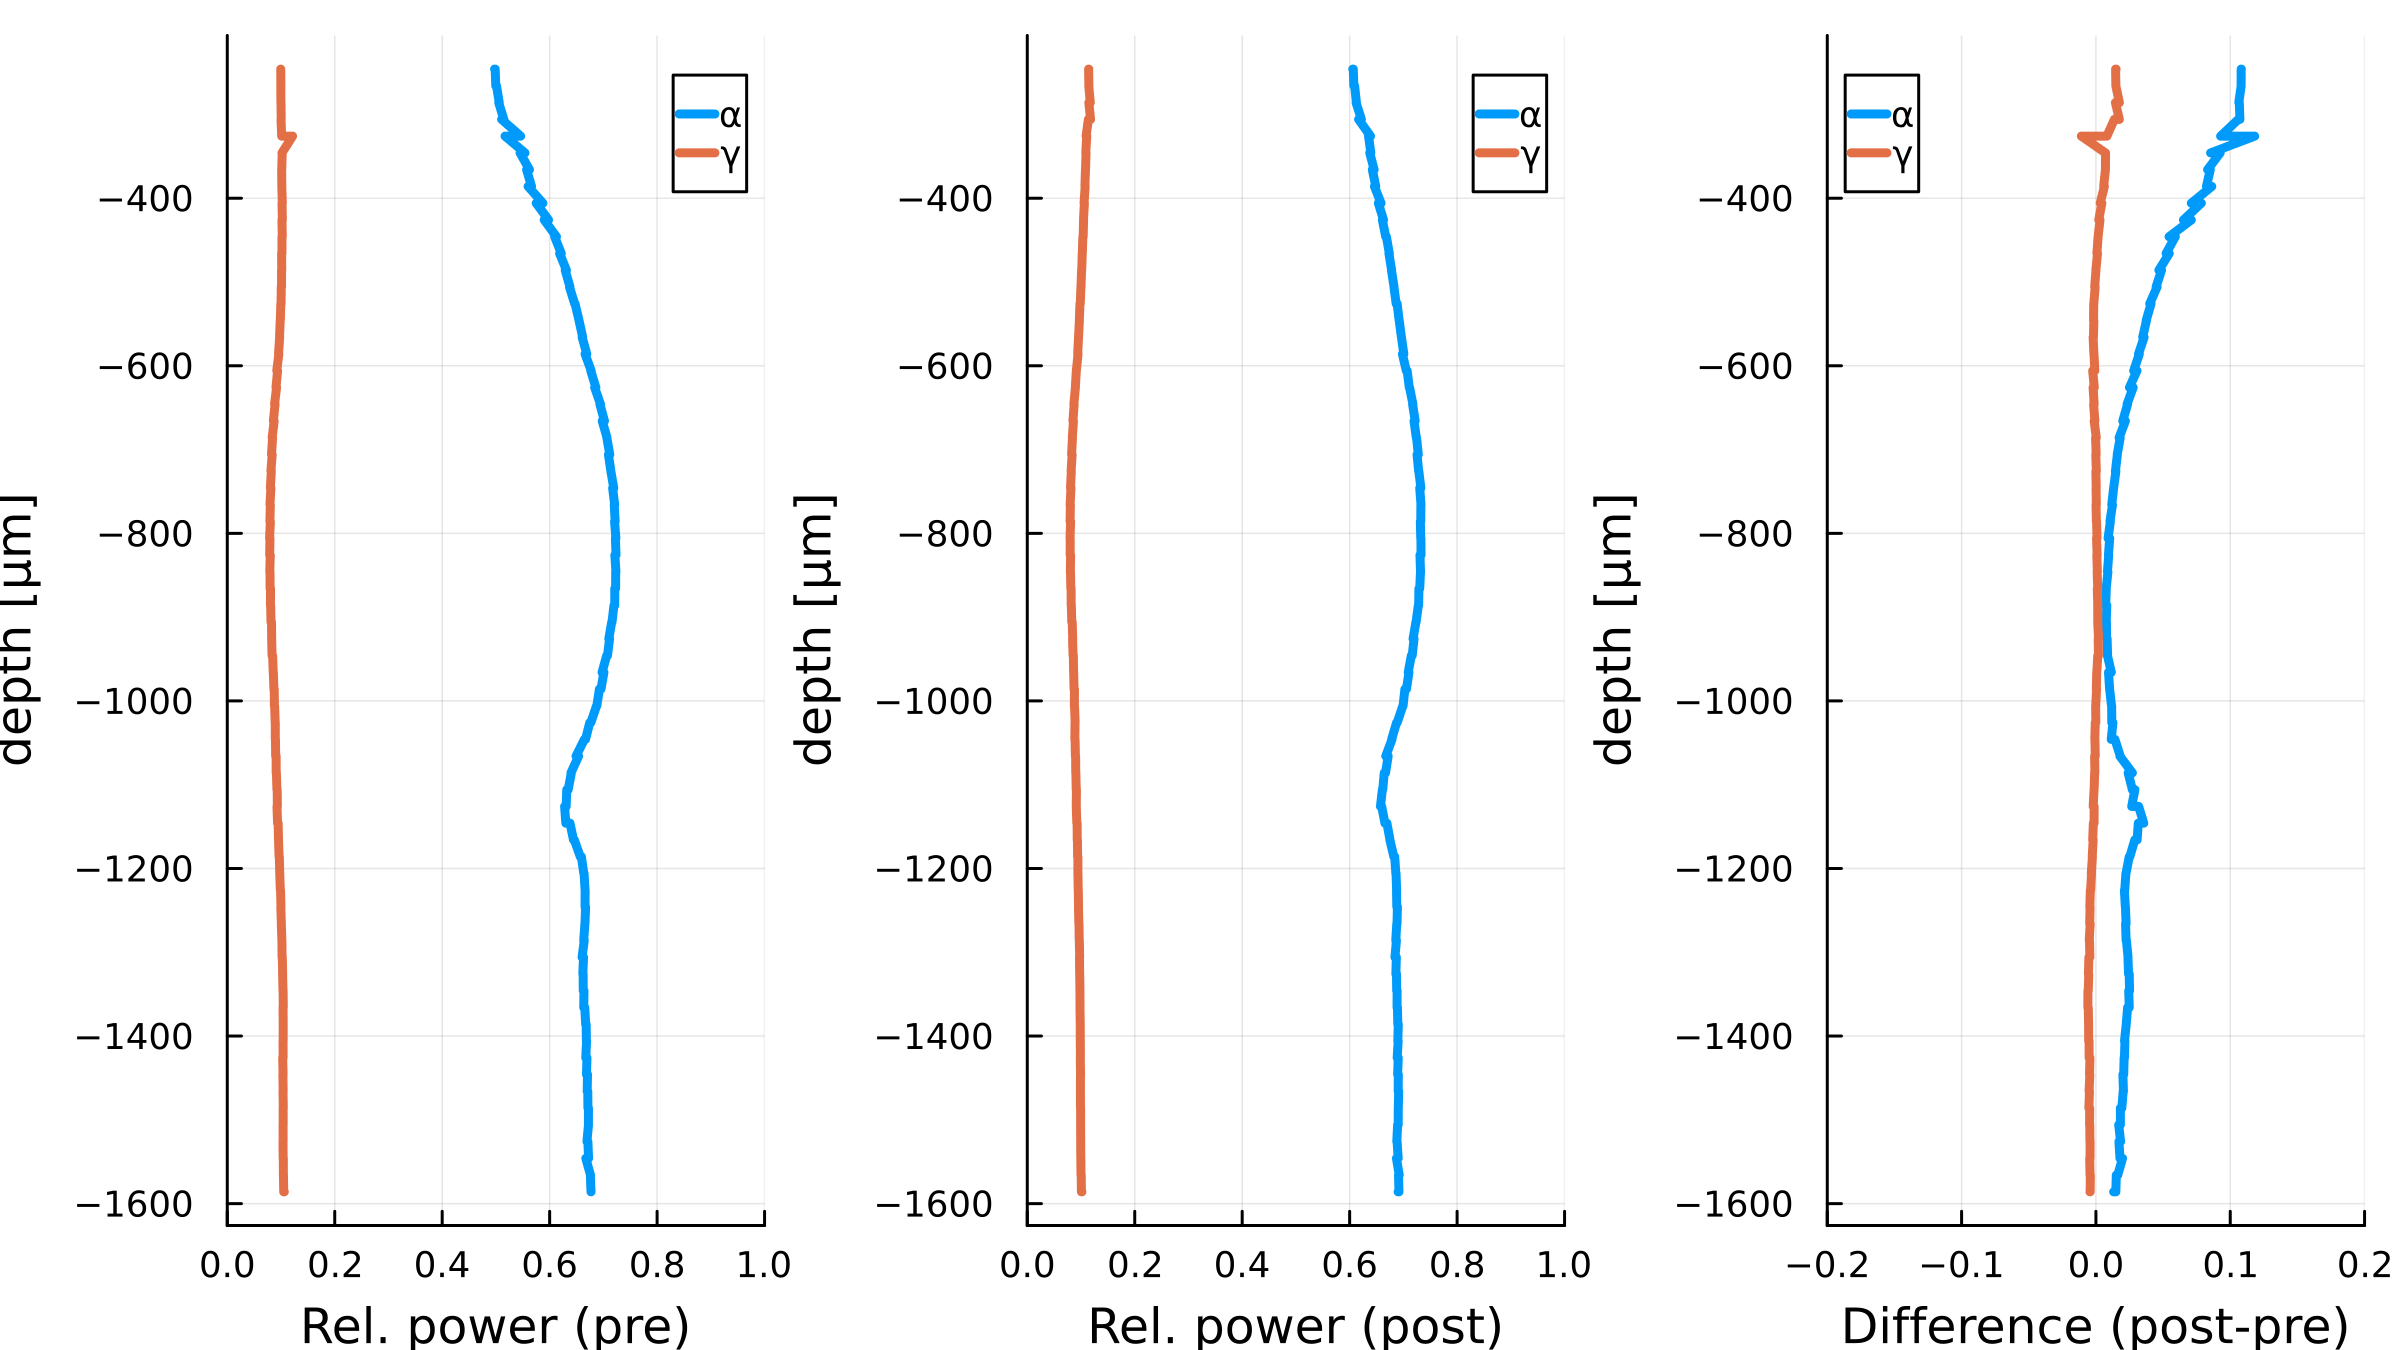 α
γ
−400
−600
−800
−1000
−1200
−1400
−1600
depth [μm]
0.0 0.2 0.4 0.6 0.8 1.0
Rel. power (pre)
α
γ
−400
−600
−800
−1000
−1200
−1400
−1600
depth [μm]
0.0 0.2 0.4 0.6 0.8 1.0
Rel. power (post)
α
γ
−400
−600
−800
−1000
−1200
−1400
−1600
depth [μm]
−0.2 −0.1 0.0 0.1 0.2
Difference (post-pre)